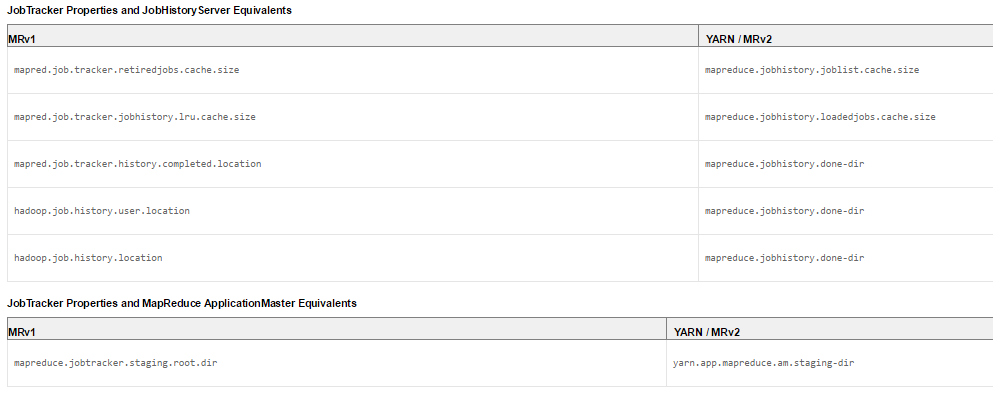 JobTracker Properties and JobHistoryServer Equivalents
MRv1 YARN / MRv2
mapred.job.tracker.retiredjobs.cache.size mapreduce.jobhistory.joblist.cache.size
mapred.job.tracker.jobhistory.lru.cache.size mapreduce.jobhistory.loadedjobs.cache.size
mapred.job.tracker.history.completed.location mapreduce.jobhistory.done-dir
hadoop.job.history.user.location mapreduce.jobhistory.done-dir
hadoop.job.history.location mapreduce.jobhistory.done-dir
JobTracker Properties and MapReduce ApplicationMaster Equivalents
MRv1 YARN / MRv2
mapreduce.jobtracker.staging.root.dir yarn.app.mapreduce.am.staging-dir